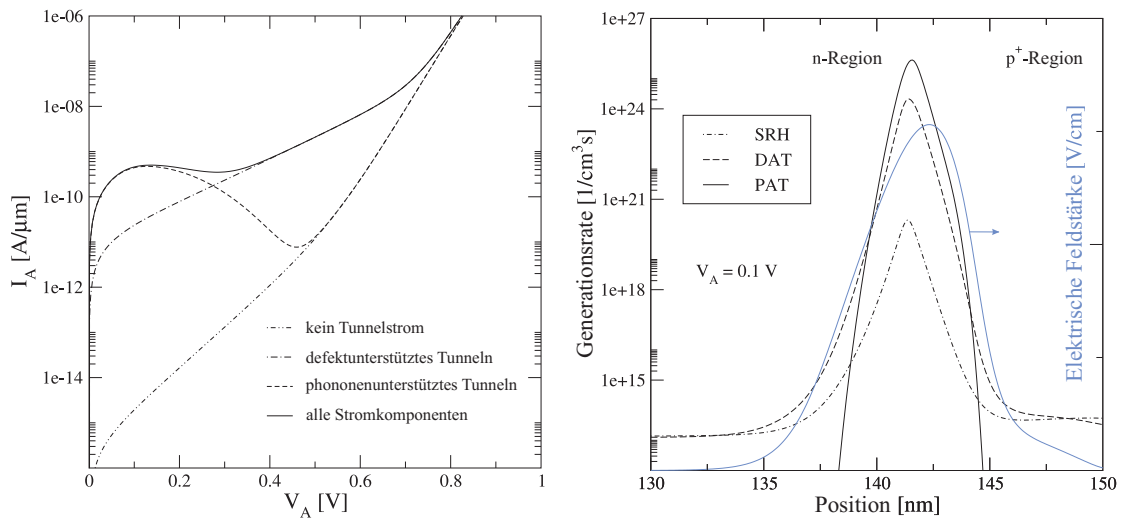 1e-06
1e-08
1e-10
1e-12
1e-14
I_A [A/μm]
0
0.2
0.4
0.6
0.8
1
V_A [V]
kein Tunnelstrom
defektunterstütztes Tunneln
phononenunterstütztes Tunneln
alle Stromkomponenten
1e+27
1e+24
1e+21
1e+18
1e+15
Generationsrate [1/cm³s]
n-Region
p⁺-Region
SRH
DAT
PAT
V_A = 0.1 V
Elektrische Feldstärke [V/cm]
130
135
140
145
150
Position [nm]